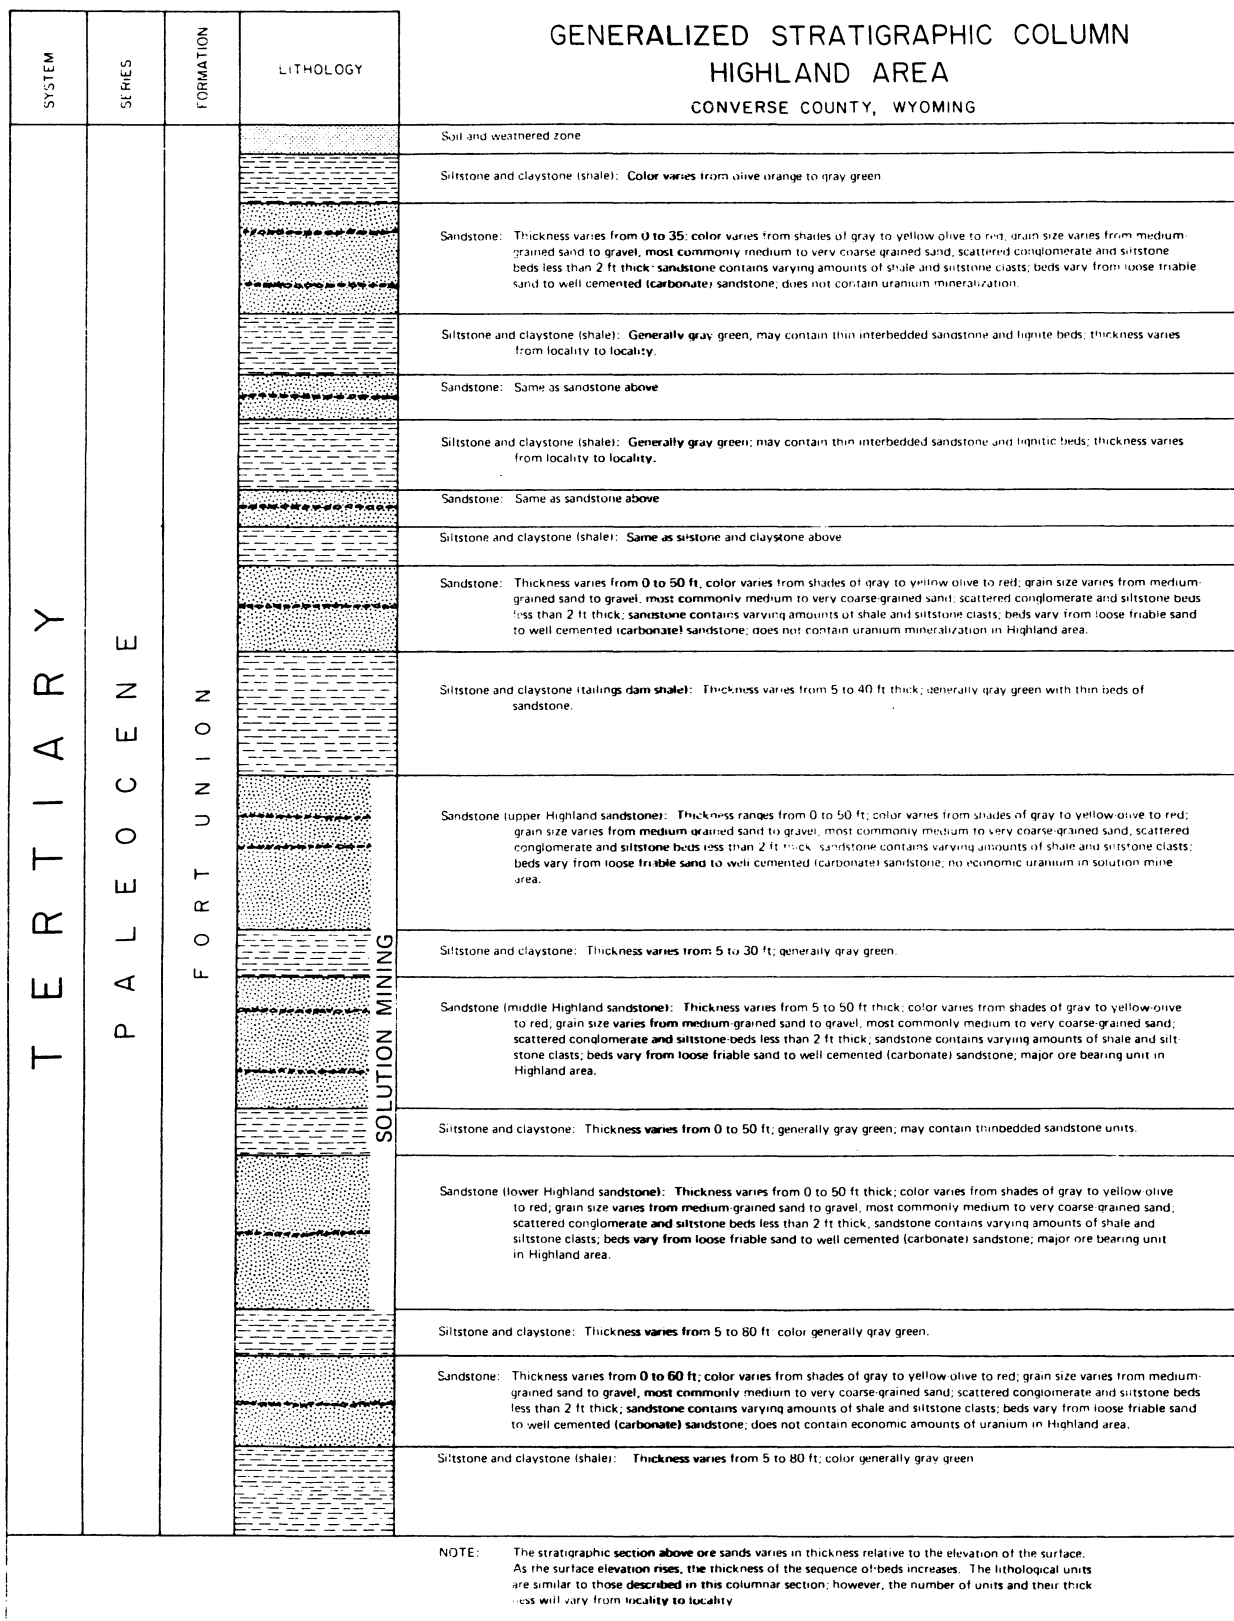 GENERALIZED STRATIGRAPHIC COLUMN
HIGHLAND AREA
CONVERSE COUNTY, WYOMING
SYSTEM
SERIES
FORMATION
LITHOLOGY
TERTIARY
PALEOCENE
FORT UNION
SOLUTION MINING
Soil and weathered zone
Siltstone and claystone (shale): Color varies from olive orange to gray green
Sandstone: Thickness varies from 0 to 35; color varies from shades of gray to yellow olive to red, grain size varies from medium-
grained sand to gravel, most commonly medium to very coarse grained sand, scattered conglomerate and siltstone
beds less than 2 ft thick; sandstone contains varying amounts of shale and siltstone clasts; beds vary from loose friable
sand to well cemented (carbonate) sandstone; does not contain uranium mineralization.
Siltstone and claystone (shale): Generally gray green, may contain thin interbedded sandstone and lignite beds; thickness varies
from locality to locality.
Sandstone: Same as sandstone above
Siltstone and claystone (shale): Generally gray green; may contain thin interbedded sandstone and lignitic beds; thickness varies
from locality to locality.
Sandstone: Same as sandstone above
Siltstone and claystone (shale): Same as silstone and claystone above
Sandstone: Thickness varies from 0 to 50 ft, color varies from shades of gray to yellow olive to red; grain size varies from medium-
grained sand to gravel, most commonly medium to very coarse-grained sand; scattered conglomerate and siltstone beds
less than 2 ft thick; sandstone contains varying amounts of shale and siltstone clasts; beds vary from loose friable sand
to well cemented (carbonate) sandstone; does not contain uranium mineralization in Highland area.
Siltstone and claystone (tailings dam shale): Thickness varies from 5 to 40 ft thick; generally gray green with thin beds of
sandstone.
Sandstone (upper Highland sandstone): Thickness ranges from 0 to 50 ft; color varies from shades of gray to yellow-olive to red;
grain size varies from medium grained sand to gravel, most commonly medium to very coarse-grained sand, scattered
conglomerate and siltstone beds less than 2 ft thick sandstone contains varying amounts of shale and siltstone clasts;
beds vary from loose friable sand to well cemented (carbonate) sandstone; no economic uranium in solution mine
area.
Siltstone and claystone: Thickness varies from 5 to 30 ft; generally gray green.
Sandstone (middle Highland sandstone): Thickness varies from 5 to 50 ft thick; color varies from shades of gray to yellow-olive
to red; grain size varies from medium-grained sand to gravel, most commonly medium to very coarse-grained sand;
scattered conglomerate and siltstone-beds less than 2 ft thick; sandstone contains varying amounts of shale and silt-
stone clasts; beds vary from loose friable sand to well cemented (carbonate) sandstone; major ore bearing unit in
Highland area.
Siltstone and claystone: Thickness varies from 0 to 50 ft; generally gray green; may contain thinbedded sandstone units.
Sandstone (lower Highland sandstone): Thickness varies from 0 to 50 ft thick; color varies from shades of gray to yellow-olive
to red; grain size varies from medium-grained sand to gravel, most commonly medium to very coarse-grained sand;
scattered conglomerate and siltstone beds less than 2 ft thick, sandstone contains varying amounts of shale and
siltstone clasts; beds vary from loose friable sand to well cemented (carbonate) sandstone; major ore bearing unit
in Highland area.
Siltstone and claystone: Thickness varies from 5 to 80 ft color generally gray green.
Sandstone: Thickness varies from 0 to 60 ft; color varies from shades of gray to yellow-olive to red; grain size varies from medium-
grained sand to gravel, most commonly medium to very coarse-grained sand; scattered conglomerate and siltstone beds
less than 2 ft thick; sandstone contains varying amounts of shale and siltstone clasts; beds vary from loose friable sand
to well cemented (carbonate) sandstone; does not contain economic amounts of uranium in Highland area.
Siltstone and claystone (shale): Thickness varies from 5 to 80 ft; color generally gray green
NOTE: The stratigraphic section above ore sands varies in thickness relative to the elevation of the surface.
As the surface elevation rises, the thickness of the sequence of beds increases. The lithological units
are similar to those described in this columnar section; however, the number of units and their thick-
ness will vary from locality to locality